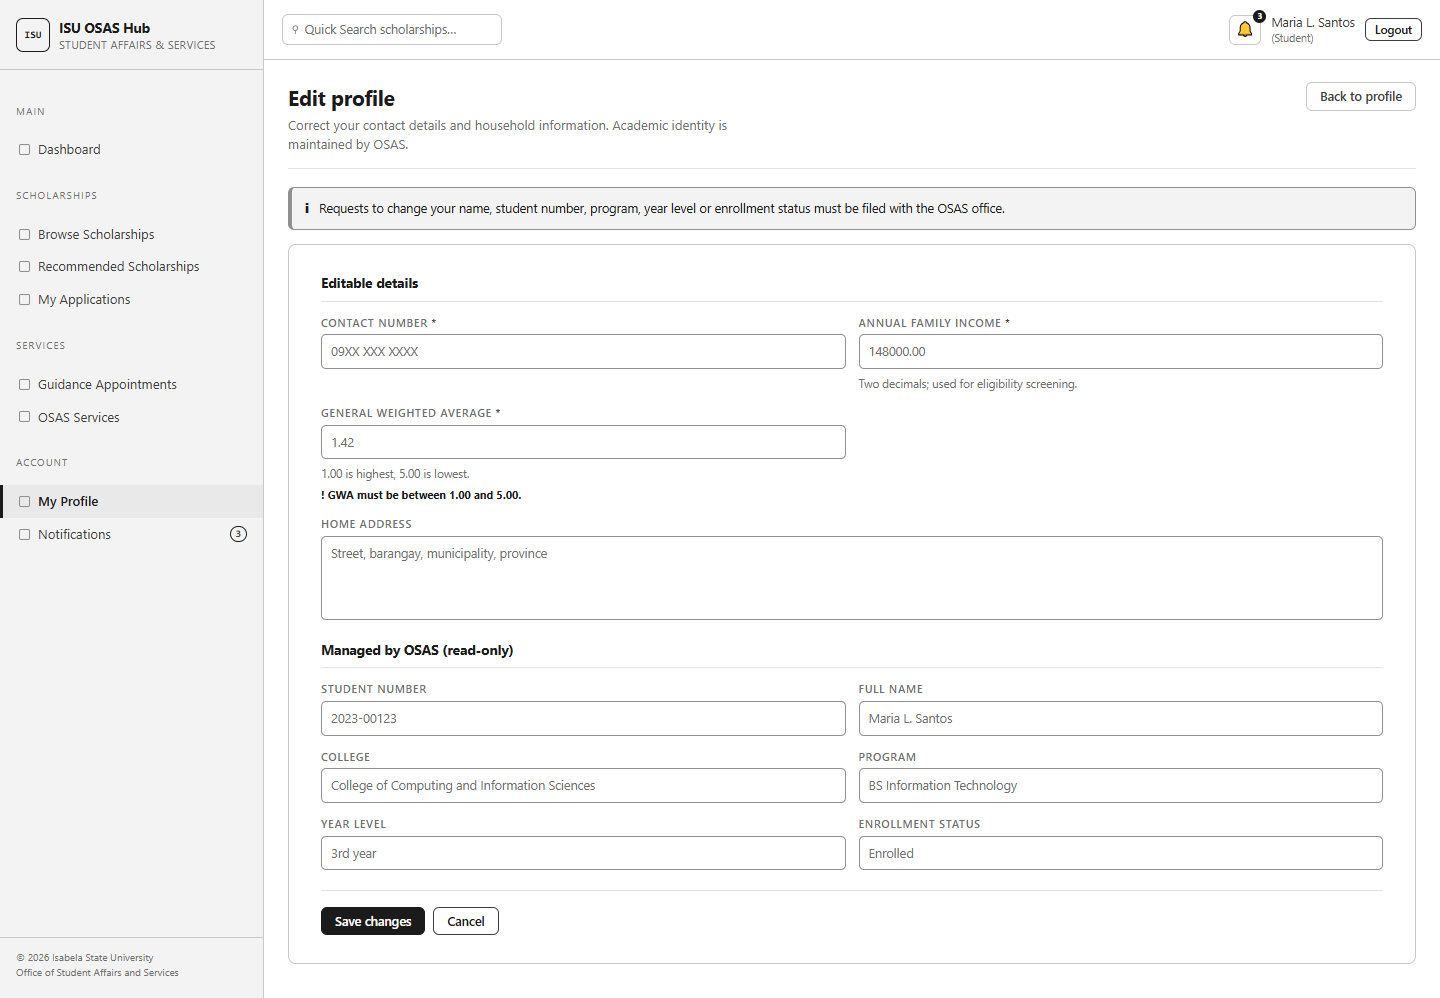 ISU
ISU OSAS Hub
STUDENT AFFAIRS & SERVICES
MAIN
Dashboard
SCHOLARSHIPS
Browse Scholarships
Recommended Scholarships
My Applications
SERVICES
Guidance Appointments
OSAS Services
ACCOUNT
My Profile
Notifications 3
© 2026 Isabela State University
Office of Student Affairs and Services
Quick Search scholarships...
3
Maria L. Santos
(Student)
Logout
Edit profile
Back to profile
Correct your contact details and household information. Academic identity is
maintained by OSAS.
i Requests to change your name, student number, program, year level or enrollment status must be filed with the OSAS office.
Editable details
CONTACT NUMBER *
09XX XXX XXXX
ANNUAL FAMILY INCOME *
148000.00
Two decimals; used for eligibility screening.
GENERAL WEIGHTED AVERAGE *
1.42
1.00 is highest, 5.00 is lowest.
! GWA must be between 1.00 and 5.00.
HOME ADDRESS
Street, barangay, municipality, province
Managed by OSAS (read-only)
STUDENT NUMBER
2023-00123
FULL NAME
Maria L. Santos
COLLEGE
College of Computing and Information Sciences
PROGRAM
BS Information Technology
YEAR LEVEL
3rd year
ENROLLMENT STATUS
Enrolled
Save changes
Cancel